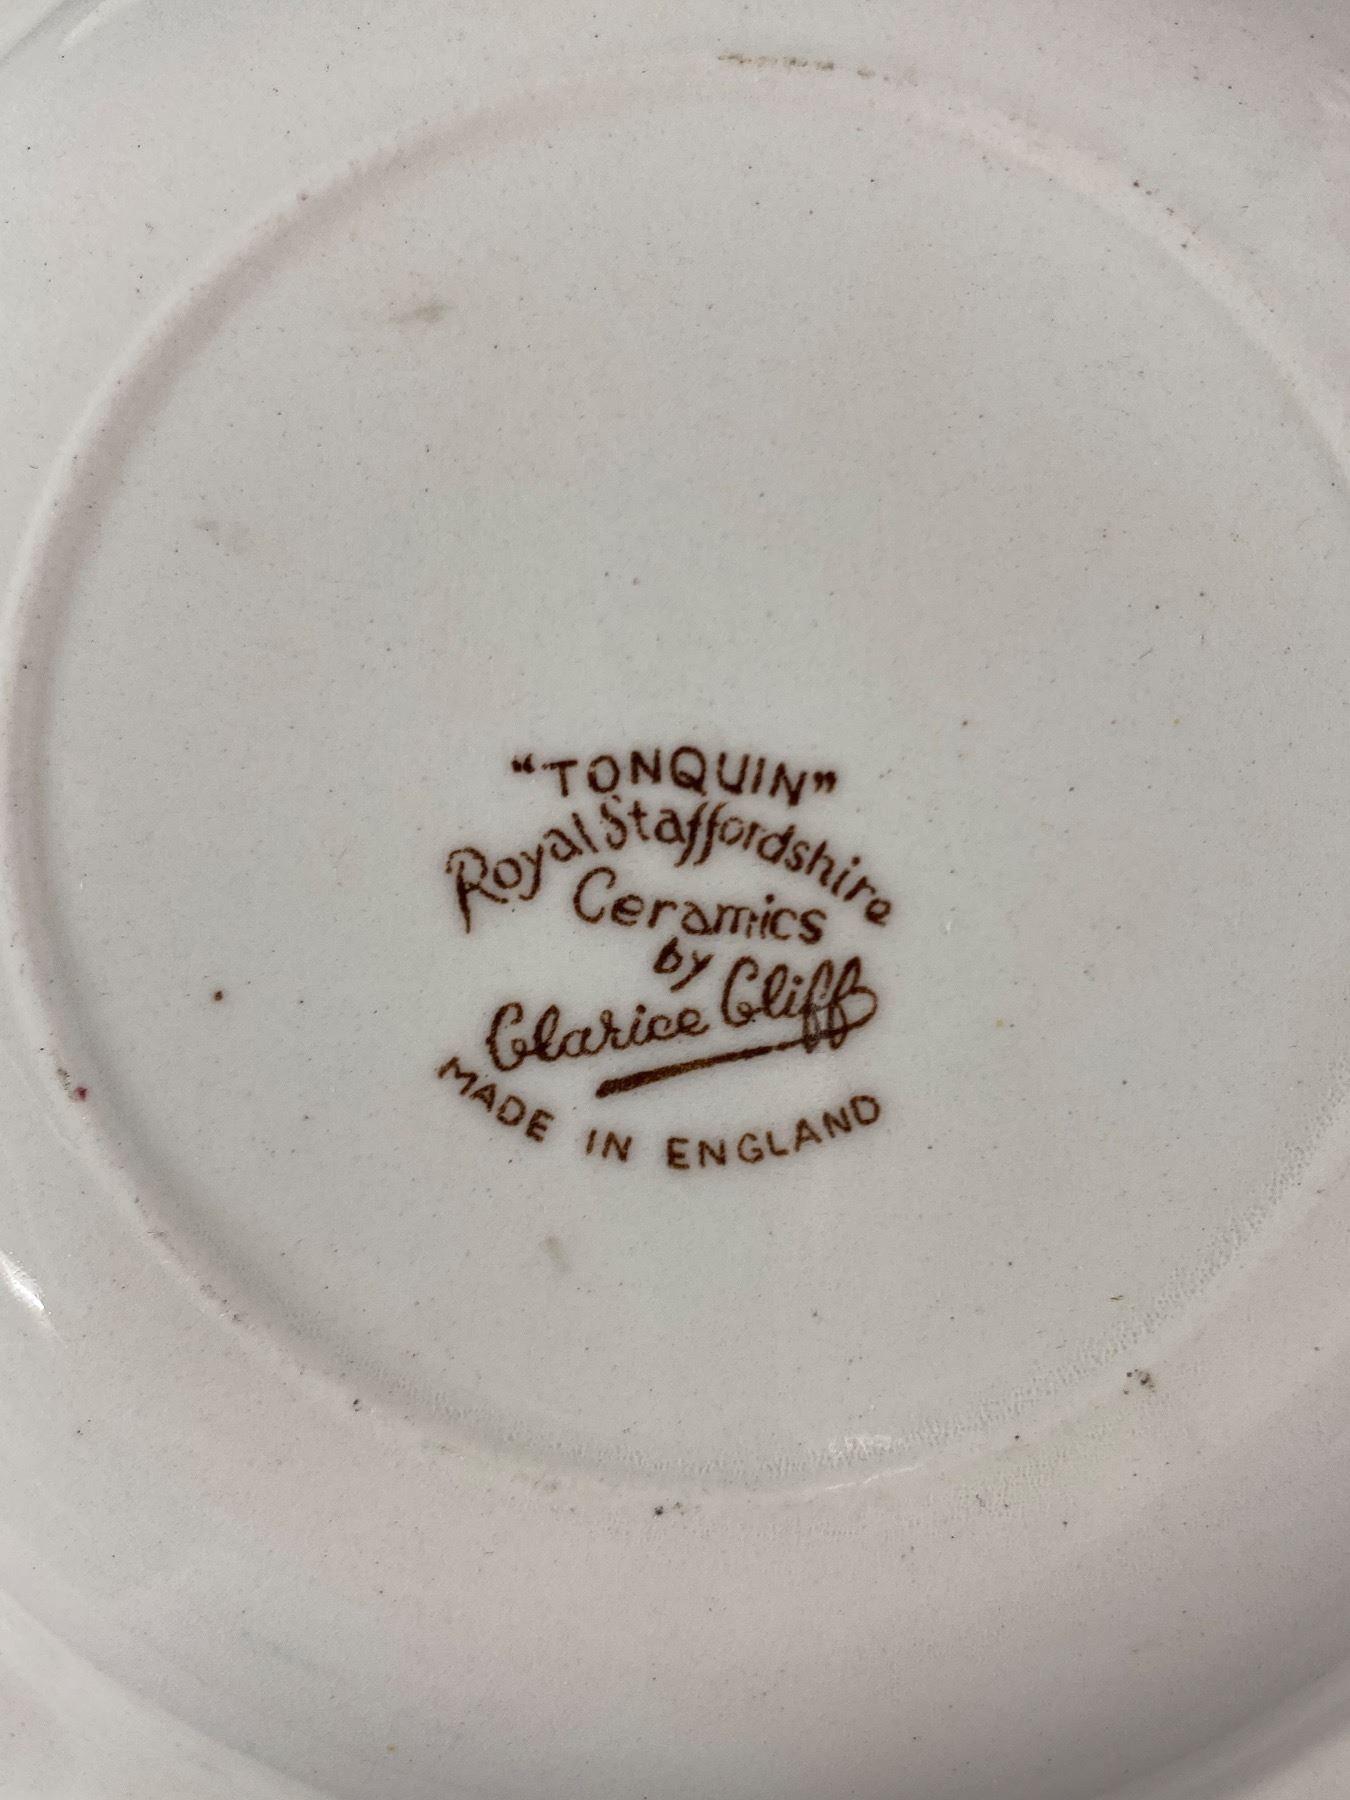 "TONQUIN"
Royal Staffordshire
Ceramics
by
Clarice Cliff
MADE IN ENGLAND